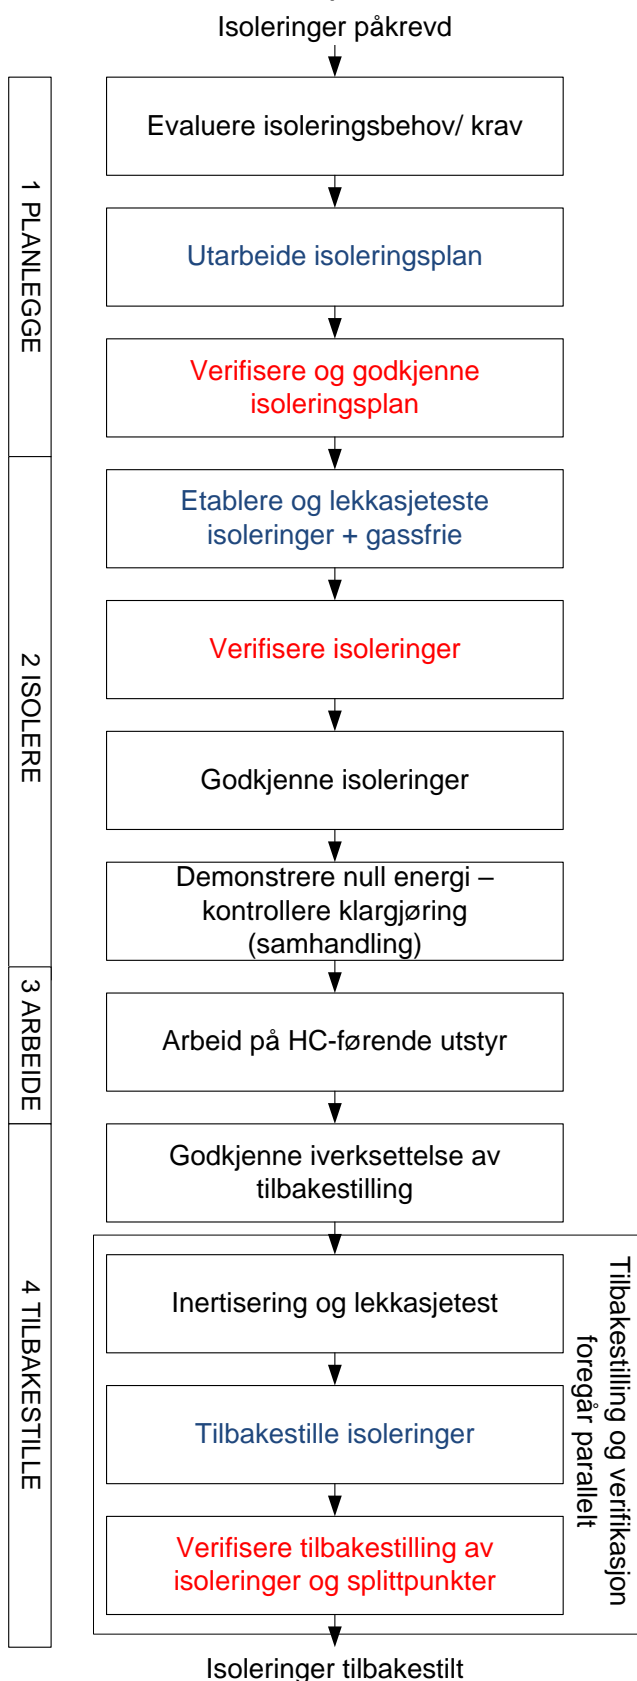 Isoleringer påkrevd
1 PLANLEGGE
Evaluere isoleringsbehov/ krav
Utarbeide isoleringsplan
Verifisere og godkjenne
isoleringsplan
2 ISOLERE
Etablere og lekkasjeteste
isoleringer + gassfrie
Verifisere isoleringer
Godkjenne isoleringer
Demonstrere null energi –
kontrollere klargjøring
(samhandling)
3 ARBEIDE
Arbeid på HC-førende utstyr
4 TILBAKESTILLE
Godkjenne iverksettelse av
tilbakestilling
Tilbakestilling og verifikasjon
foregår parallelt
Inertisering og lekkasjetest
Tilbakestille isoleringer
Verifisere tilbakestilling av
isoleringer og splittpunkter
Isoleringer tilbakestilt